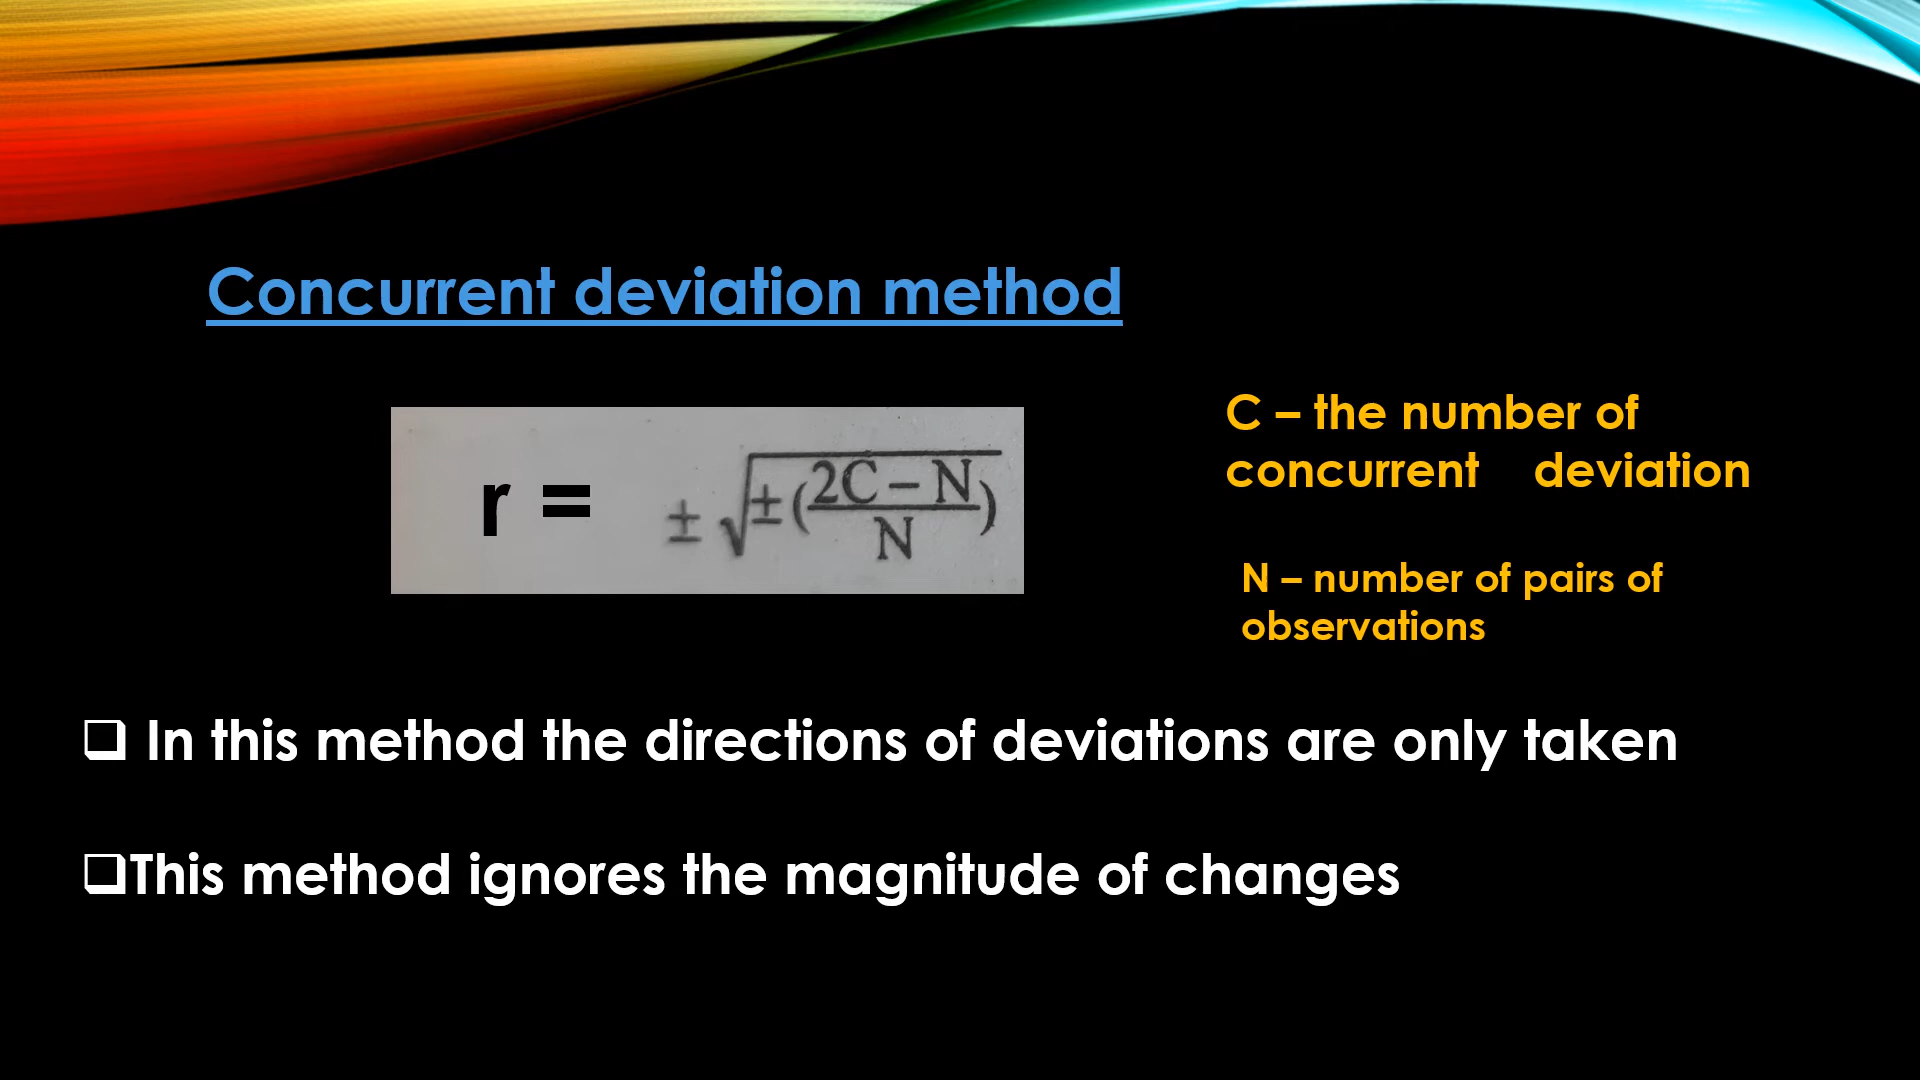 Concurrent deviation method
r = ± √±(2C – N / N)
C – the number of
concurrent deviation
N – number of pairs of
observations
❑ In this method the directions of deviations are only taken
❑This method ignores the magnitude of changes